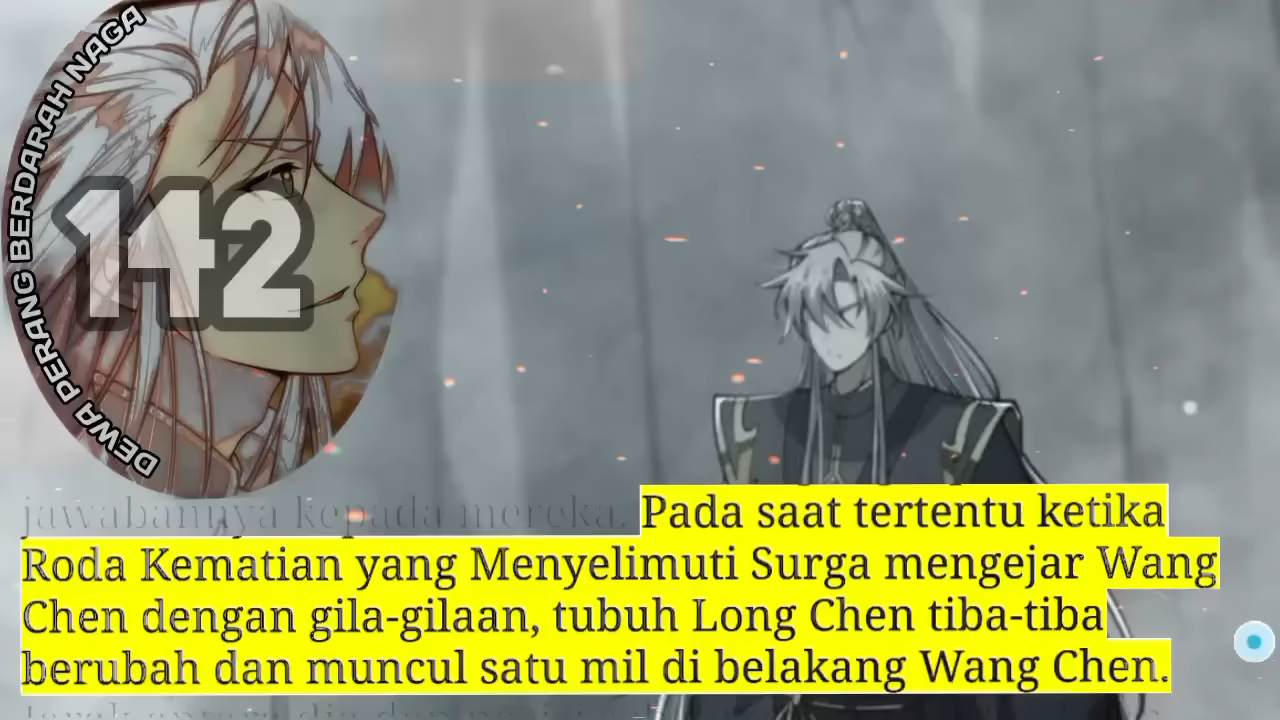 DEWA PERANG BERDARAH NAGA
142
jawabannya kepada mereka. Pada saat tertentu ketika
Roda Kematian yang Menyelimuti Surga mengejar Wang
Chen dengan gila-gilaan, tubuh Long Chen tiba-tiba
berubah dan muncul satu mil di belakang Wang Chen.